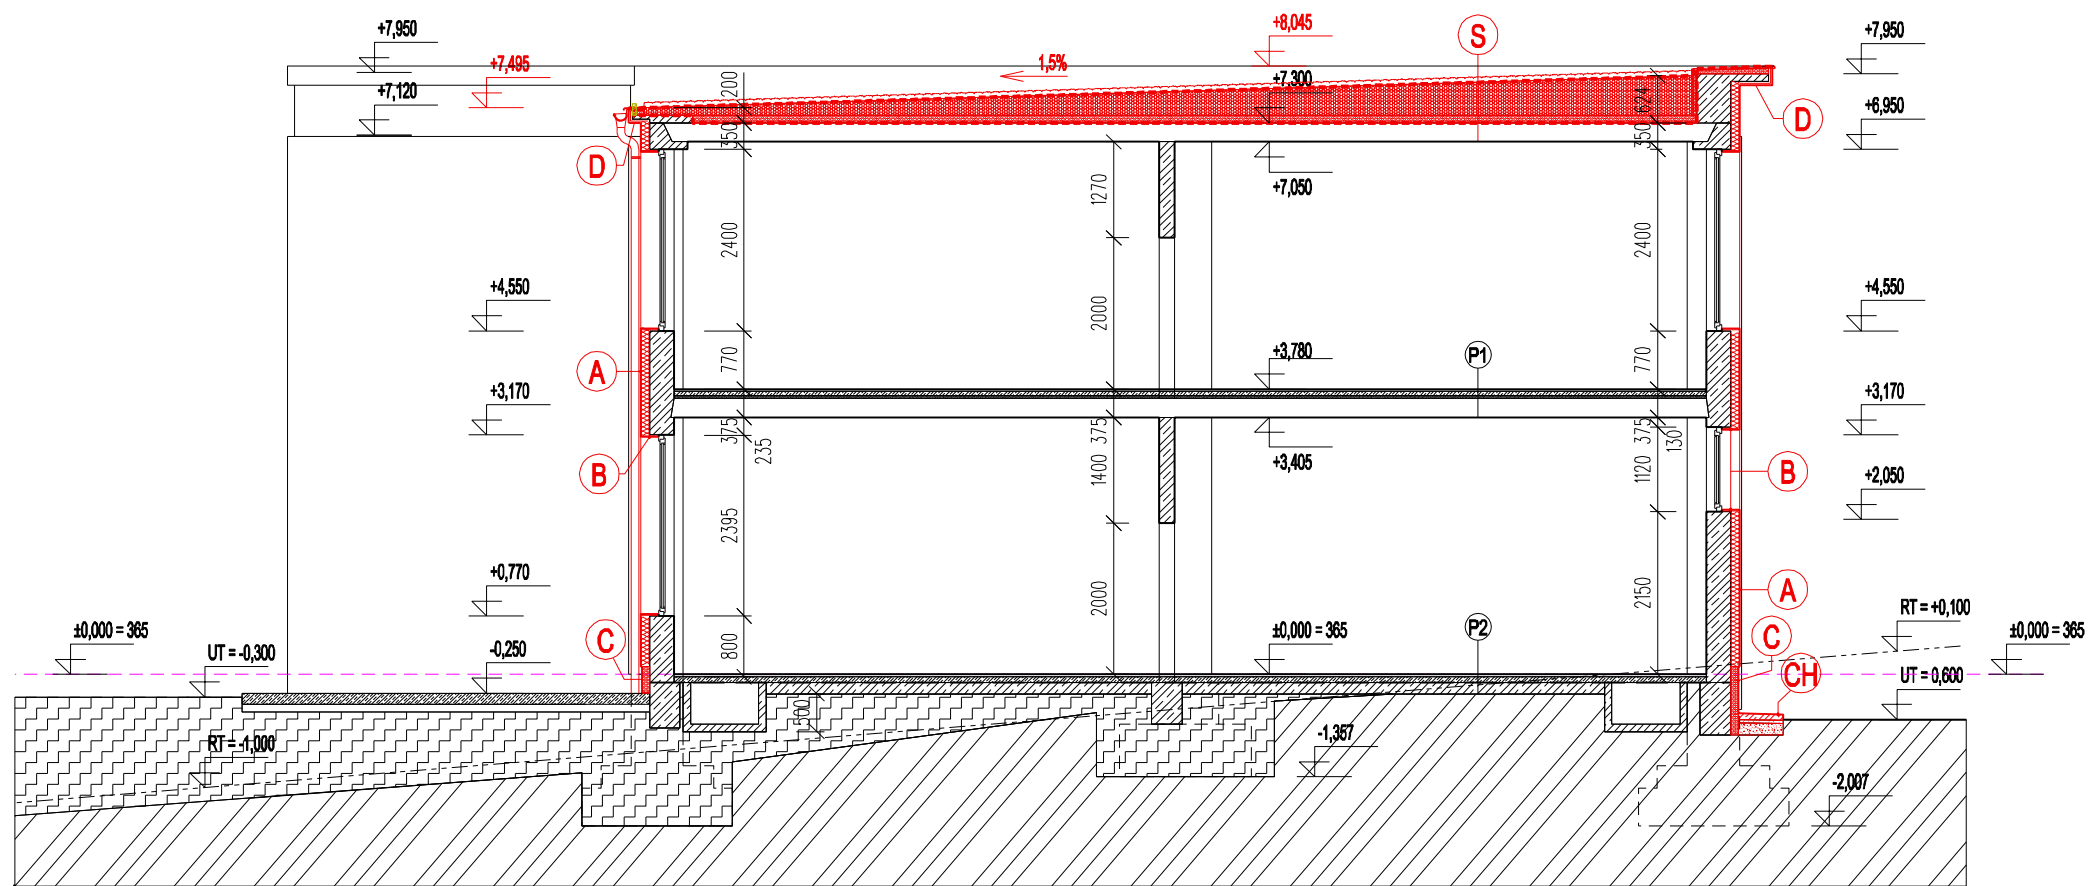 +7,950
+8,045
S
+7,950
+7,495
1,5%
+7,300
200
624
+7,120
D
+6,950
350
350
D
+7,050
1270
2400
2400
2000
+4,550
+4,550
770
+3,780
P1
770
A
+3,170
+3,170
375
235
375
375
130
+3,405
B
B
1400
1120
+2,050
2395
+0,770
2000
2150
A
RT = +0,100
±0,000 = 365
C
800
±0,000 = 365
P2
C
±0,000 = 365
UT = -0,300
-0,250
CH
UT = 0,600
500
RT = -1,000
-1,357
-2,007